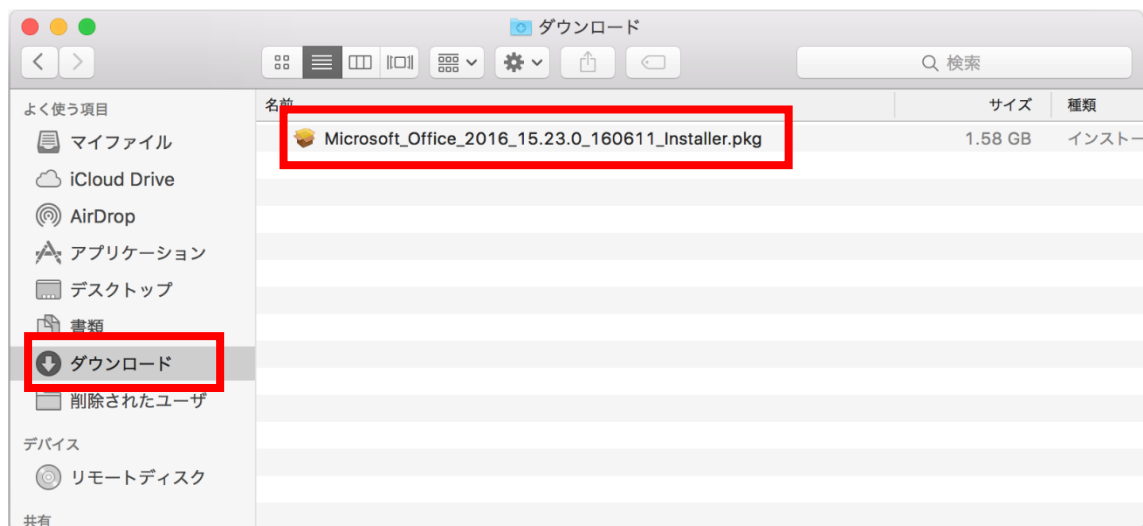 ダウンロード
検索
よく使う項目
マイファイル
iCloud Drive
AirDrop
アプリケーション
デスクトップ
書類
ダウンロード
削除されたユーザ
デバイス
リモートディスク
共有
名前 サイズ 種類
Microsoft_Office_2016_15.23.0_160611_Installer.pkg 1.58 GB インストー